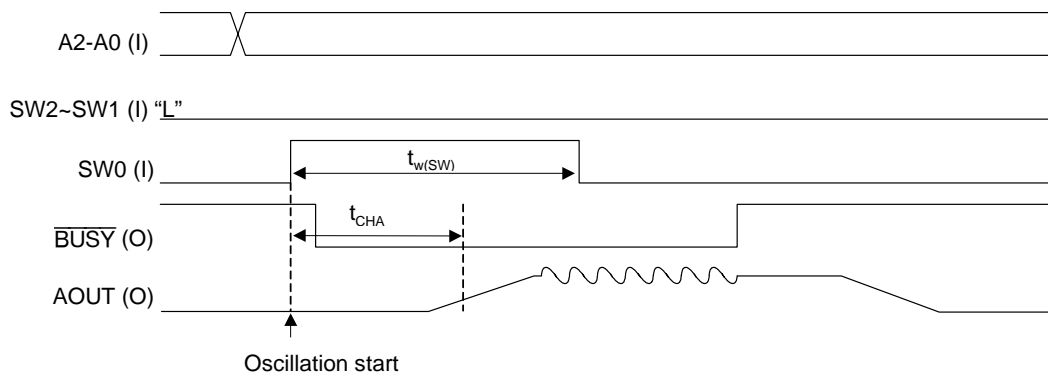 A2-A0 (I)
SW2~SW1 (I) “L”
SW0 (I)
tw(SW)
BUSY (O)
tCHA
AOUT (O)
Oscillation start